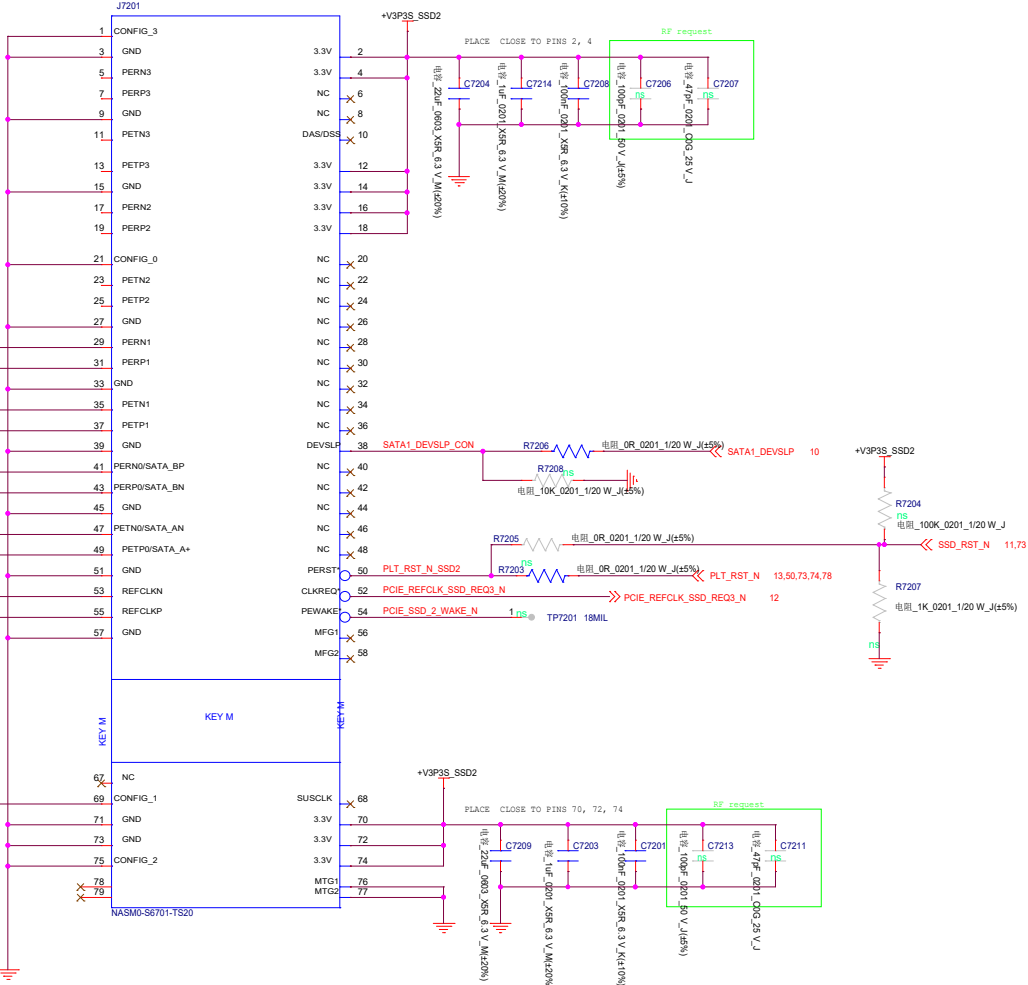 J7201
+V3P3S_SSD2
PLACE CLOSE TO PINS 2, 4
RF request
1 CONFIG_3
3 GND 3.3V 2
5 PERN3 3.3V 4
7 PERP3 NC 6
9 GND NC 8
11 PETN3 DAS/DSS 10
13 PETP3 3.3V 12
15 GND 3.3V 14
17 PERN2 3.3V 16
19 PERP2 3.3V 18
21 CONFIG_0 NC 20
23 PETN2 NC 22
25 PETP2 NC 24
27 GND NC 26
29 PERN1 NC 28
31 PERP1 NC 30
33 GND NC 32
35 PETN1 NC 34
37 PETP1 NC 36
39 GND DEVSLP 38
41 PERN0/SATA_BP NC 40
43 PERP0/SATA_BN NC 42
45 GND NC 44
47 PETN0/SATA_AN NC 46
49 PETP0/SATA_A+ NC 48
51 GND PERST* 50
53 REFCLKN CLKREQ* 52
55 REFCLKP PEWAKE* 54
57 GND MFG1 56
MFG2 58
C7204 电容_22uF_0603_X5R_6.3 V_M(±20%)
C7214 电容_1uF_0201_X5R_6.3 V_M(±20%)
C7208 电容_100nF_0201_X5R_6.3 V_K(±10%)
C7206 ns 电容_100pF_0201_50 V_J(±5%)
C7207 ns 电容_47pF_0201_C0G_25 V_J
SATA1_DEVSLP_CON R7206 电阻_0R_0201_1/20 W_J(±5%) SATA1_DEVSLP 10
R7208 ns
电阻_10K_0201_1/20 W_J(±5%)
+V3P3S_SSD2
R7204
ns
电阻_100K_0201_1/20 W_J
R7205 ns 电阻_0R_0201_1/20 W_J(±5%) SSD_RST_N 11,73
PLT_RST_N_SSD2 R7203 电阻_0R_0201_1/20 W_J(±5%) PLT_RST_N 13,50,73,74,78
R7207
电阻_1K_0201_1/20 W_J(±5%)
ns
PCIE_REFCLK_SSD_REQ3_N PCIE_REFCLK_SSD_REQ3_N 12
PCIE_SSD_2_WAKE_N 1 ns TP7201 18MIL
KEY M
KEY M
KEY M
+V3P3S_SSD2
PLACE CLOSE TO PINS 70, 72, 74
RF request
67 NC
69 CONFIG_1 SUSCLK 68
71 GND 3.3V 70
73 GND 3.3V 72
75 CONFIG_2 3.3V 74
78 MTG1 76
79 MTG2 77
NASM0-S6701-TS20
C7209 电容_22uF_0603_X5R_6.3 V_M(±20%)
C7203 电容_1uF_0201_X5R_6.3 V_M(±20%)
C7201 电容_100nF_0201_X5R_6.3 V_K(±10%)
C7213 ns 电容_100pF_0201_50 V_J(±5%)
C7211 ns 电容_47pF_0201_C0G_25 V_J